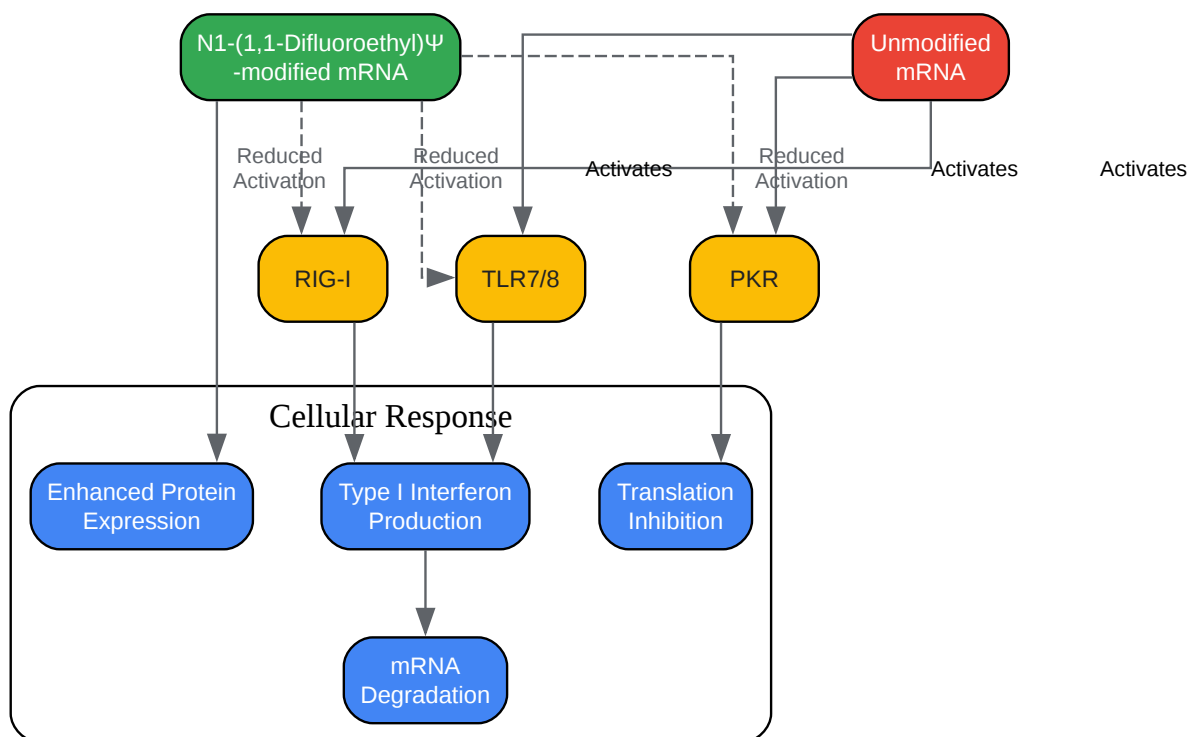 N1-(1,1-Difluoroethyl)Ψ
-modified mRNA
Unmodified
mRNA
Reduced
Activation
Reduced
Activation
Activates
Reduced
Activation
Activates
Activates
RIG-I
TLR7/8
PKR
Cellular Response
Enhanced Protein
Expression
Type I Interferon
Production
Translation
Inhibition
mRNA
Degradation